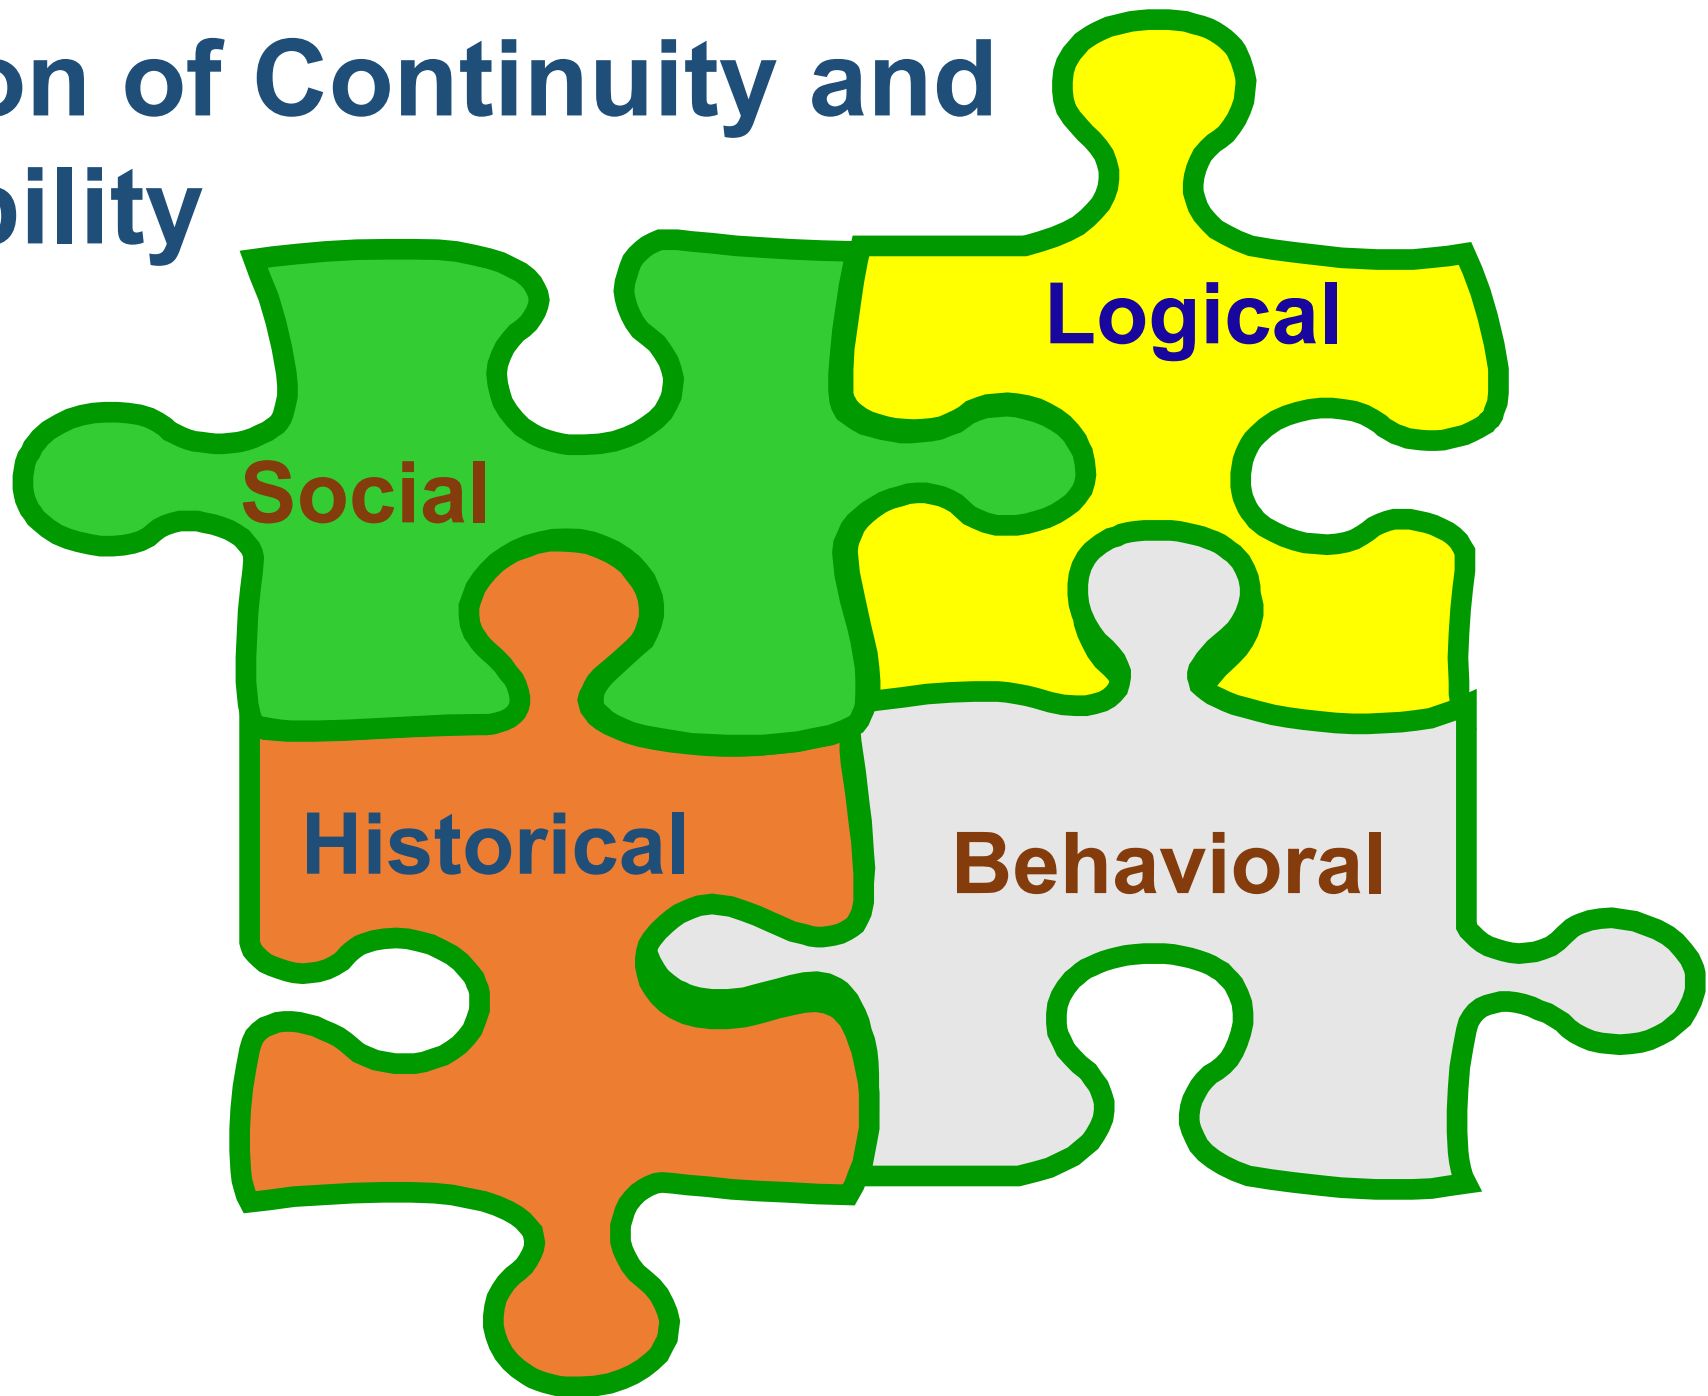 on of Continuity and
bility
Logical
Social
Historical
Behavioral